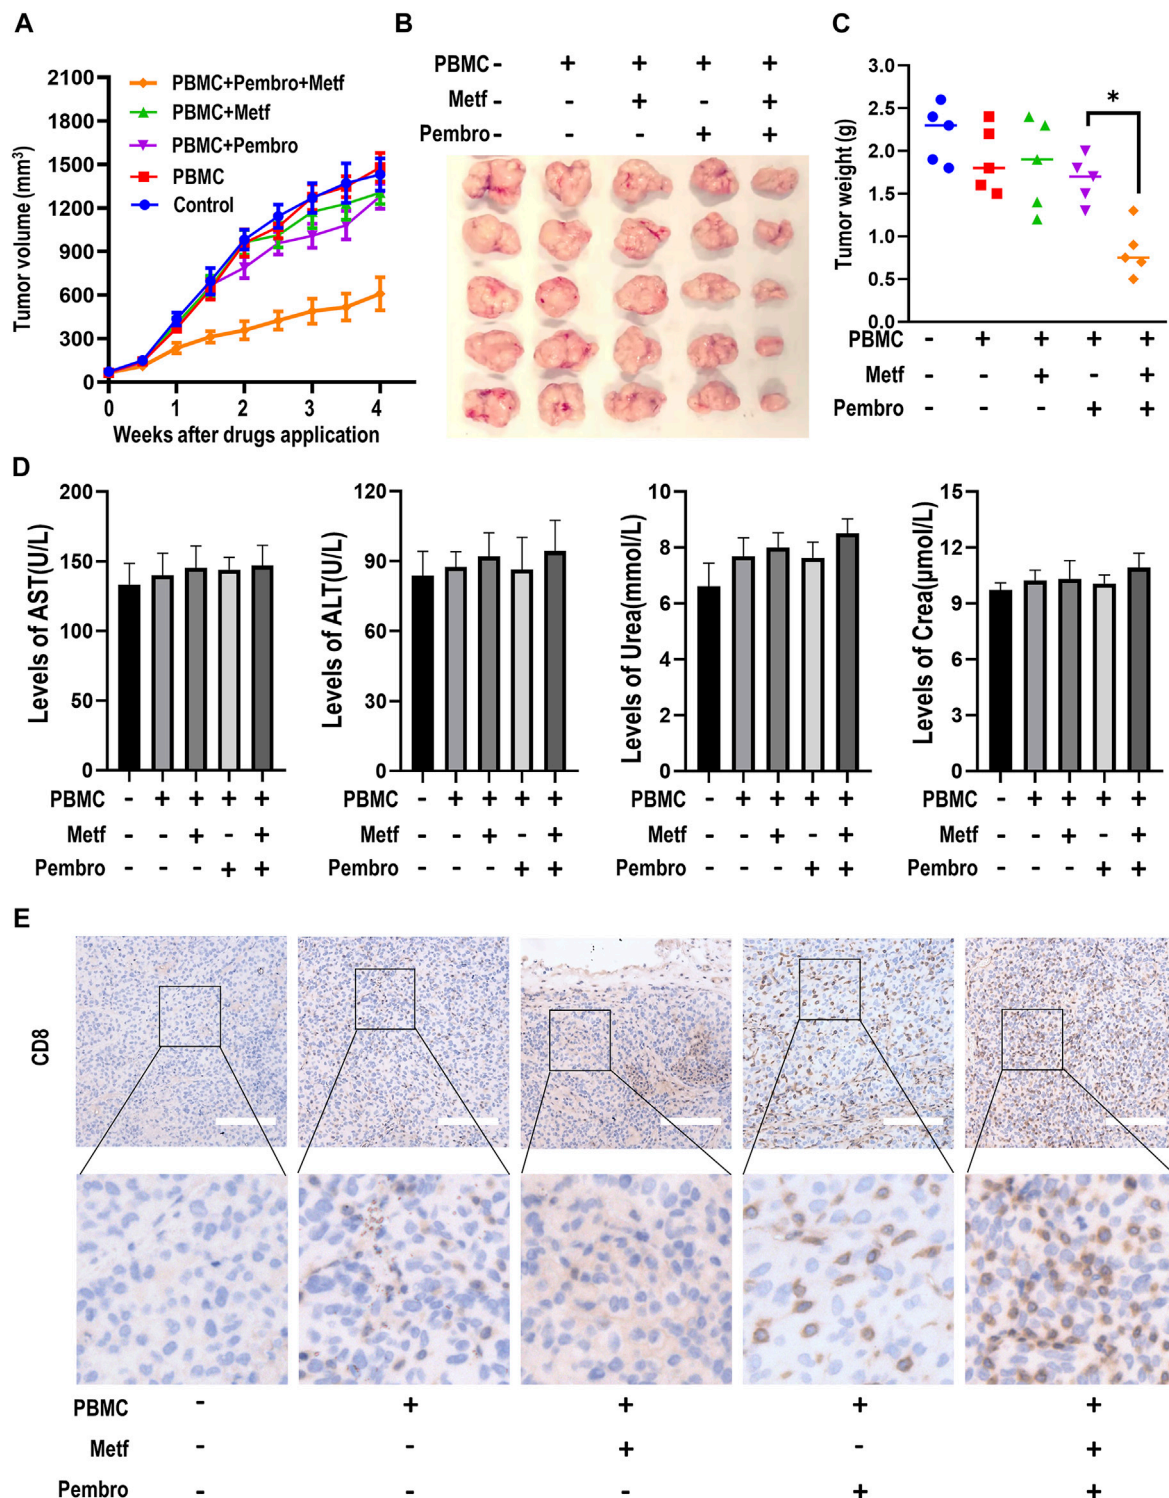 A
2100
1800
1500
1200
900
600
300
0
Tumor volume (mm³)
PBMC+Pembro+Metf
PBMC+Metf
PBMC+Pembro
PBMC
Control
0 1 2 3 4
Weeks after drugs application
B
PBMC - + + + +
Metf - - + - +
Pembro - - - + +
C
3.0
2.5
2.0
1.5
1.0
0.5
0.0
Tumor weight (g)
*
PBMC - + + + +
Metf - - + - +
Pembro - - - + +
D
200
150
100
50
0
Levels of AST(U/L)
PBMC - + + + +
Metf - - + - +
Pembro - - - + +
120
90
60
30
0
Levels of ALT(U/L)
PBMC - + + + +
Metf - - + - +
Pembro - - - + +
10
8
6
4
2
0
Levels of Urea(mmol/L)
PBMC - + + + +
Metf - - + - +
Pembro - - - + +
15
12
9
6
3
0
Levels of Crea(µmol/L)
PBMC - + + + +
Metf - - + - +
Pembro - - - + +
E
CD8
PBMC - + + + +
Metf - - + - +
Pembro - - - + +